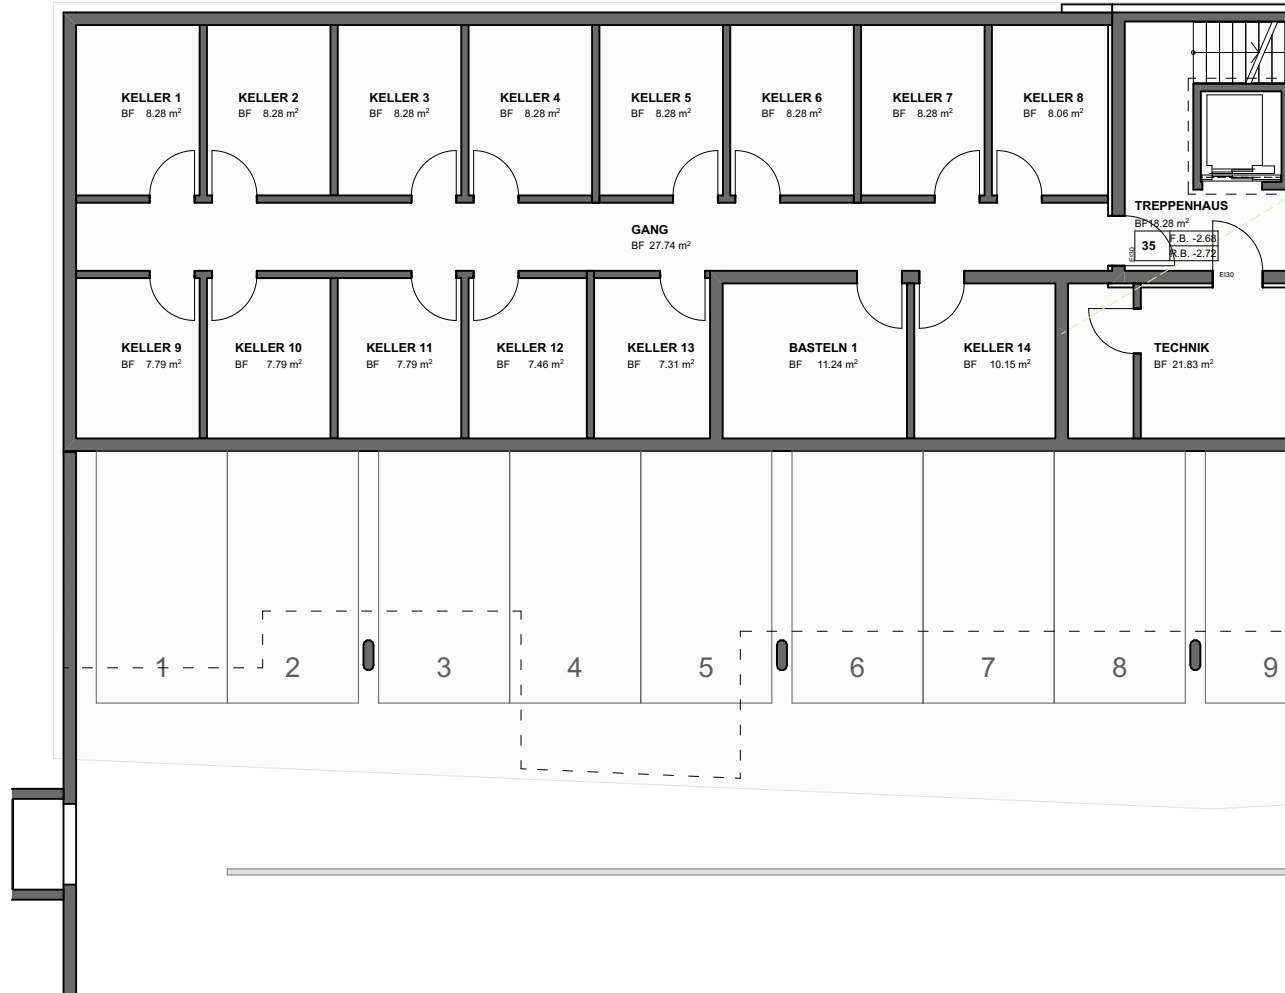 KELLER 1
BF 8.28 m²
KELLER 2
BF 8.28 m²
KELLER 3
BF 8.28 m²
KELLER 4
BF 8.28 m²
KELLER 5
BF 8.28 m²
KELLER 6
BF 8.28 m²
KELLER 7
BF 8.28 m²
KELLER 8
BF 8.06 m²
TREPPENHAUS
BF18.28 m²
35
F.B. -2.68
R.B. -2.72
EI30
EI30
GANG
BF 27.74 m²
KELLER 9
BF 7.79 m²
KELLER 10
BF 7.79 m²
KELLER 11
BF 7.79 m²
KELLER 12
BF 7.46 m²
KELLER 13
BF 7.31 m²
BASTELN 1
BF 11.24 m²
KELLER 14
BF 10.15 m²
TECHNIK
BF 21.83 m²
1
2
3
4
5
6
7
8
9